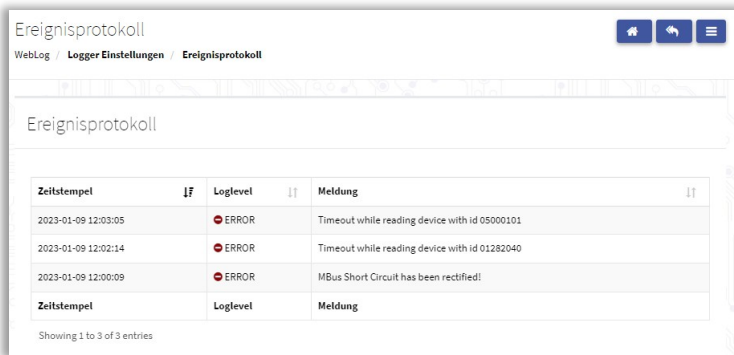 Ereignisprotokoll
WebLog / Logger Einstellungen / Ereignisprotokoll
Ereignisprotokoll
Zeitstempel Loglevel Meldung
2023-01-09 12:03:05 ERROR Timeout while reading device with id 05000101
2023-01-09 12:02:14 ERROR Timeout while reading device with id 01282040
2023-01-09 12:00:09 ERROR MBus Short Circuit has been rectified!
Zeitstempel Loglevel Meldung
Showing 1 to 3 of 3 entries